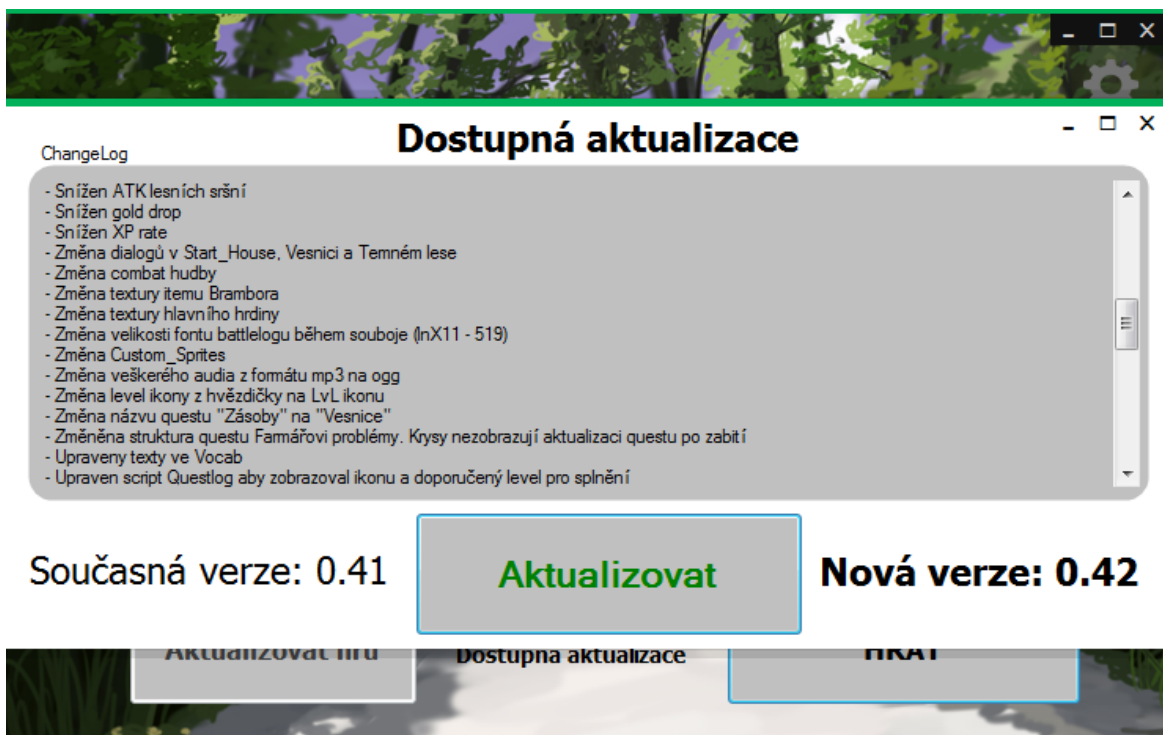 Dostupná aktualizace
ChangeLog
- Snížen ATK lesních sršní
- Snížen gold drop
- Snížen XP rate
- Změna dialogů v Start_House, Vesnici a Temném lese
- Změna combat hudby
- Změna textury itemu Brambora
- Změna textury hlavního hrdiny
- Změna velikosti fontu battlelogu během souboje (lnX11 - 519)
- Změna Custom_Sprites
- Změna veškerého audia z formátu mp3 na ogg
- Změna level ikony z hvězdičky na LvL ikonu
- Změna názvu questu "Zásoby" na "Vesnice"
- Změněna struktura questu Farmářovi problémy. Krysy nezobrazují aktualizaci questu po zabití
- Upraveny texty ve Vocab
- Upraven script Questlog aby zobrazoval ikonu a doporučený level pro splnění
Současná verze: 0.41
Aktualizovat
Nová verze: 0.42
Aktualizovat hru
Dostupná aktualizace
HRÁT